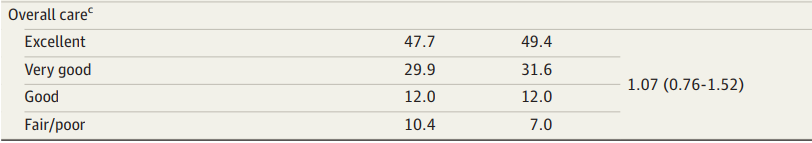 Overall careᶜ
Excellent 47.7 49.4
Very good 29.9 31.6
1.07 (0.76-1.52)
Good 12.0 12.0
Fair/poor 10.4 7.0